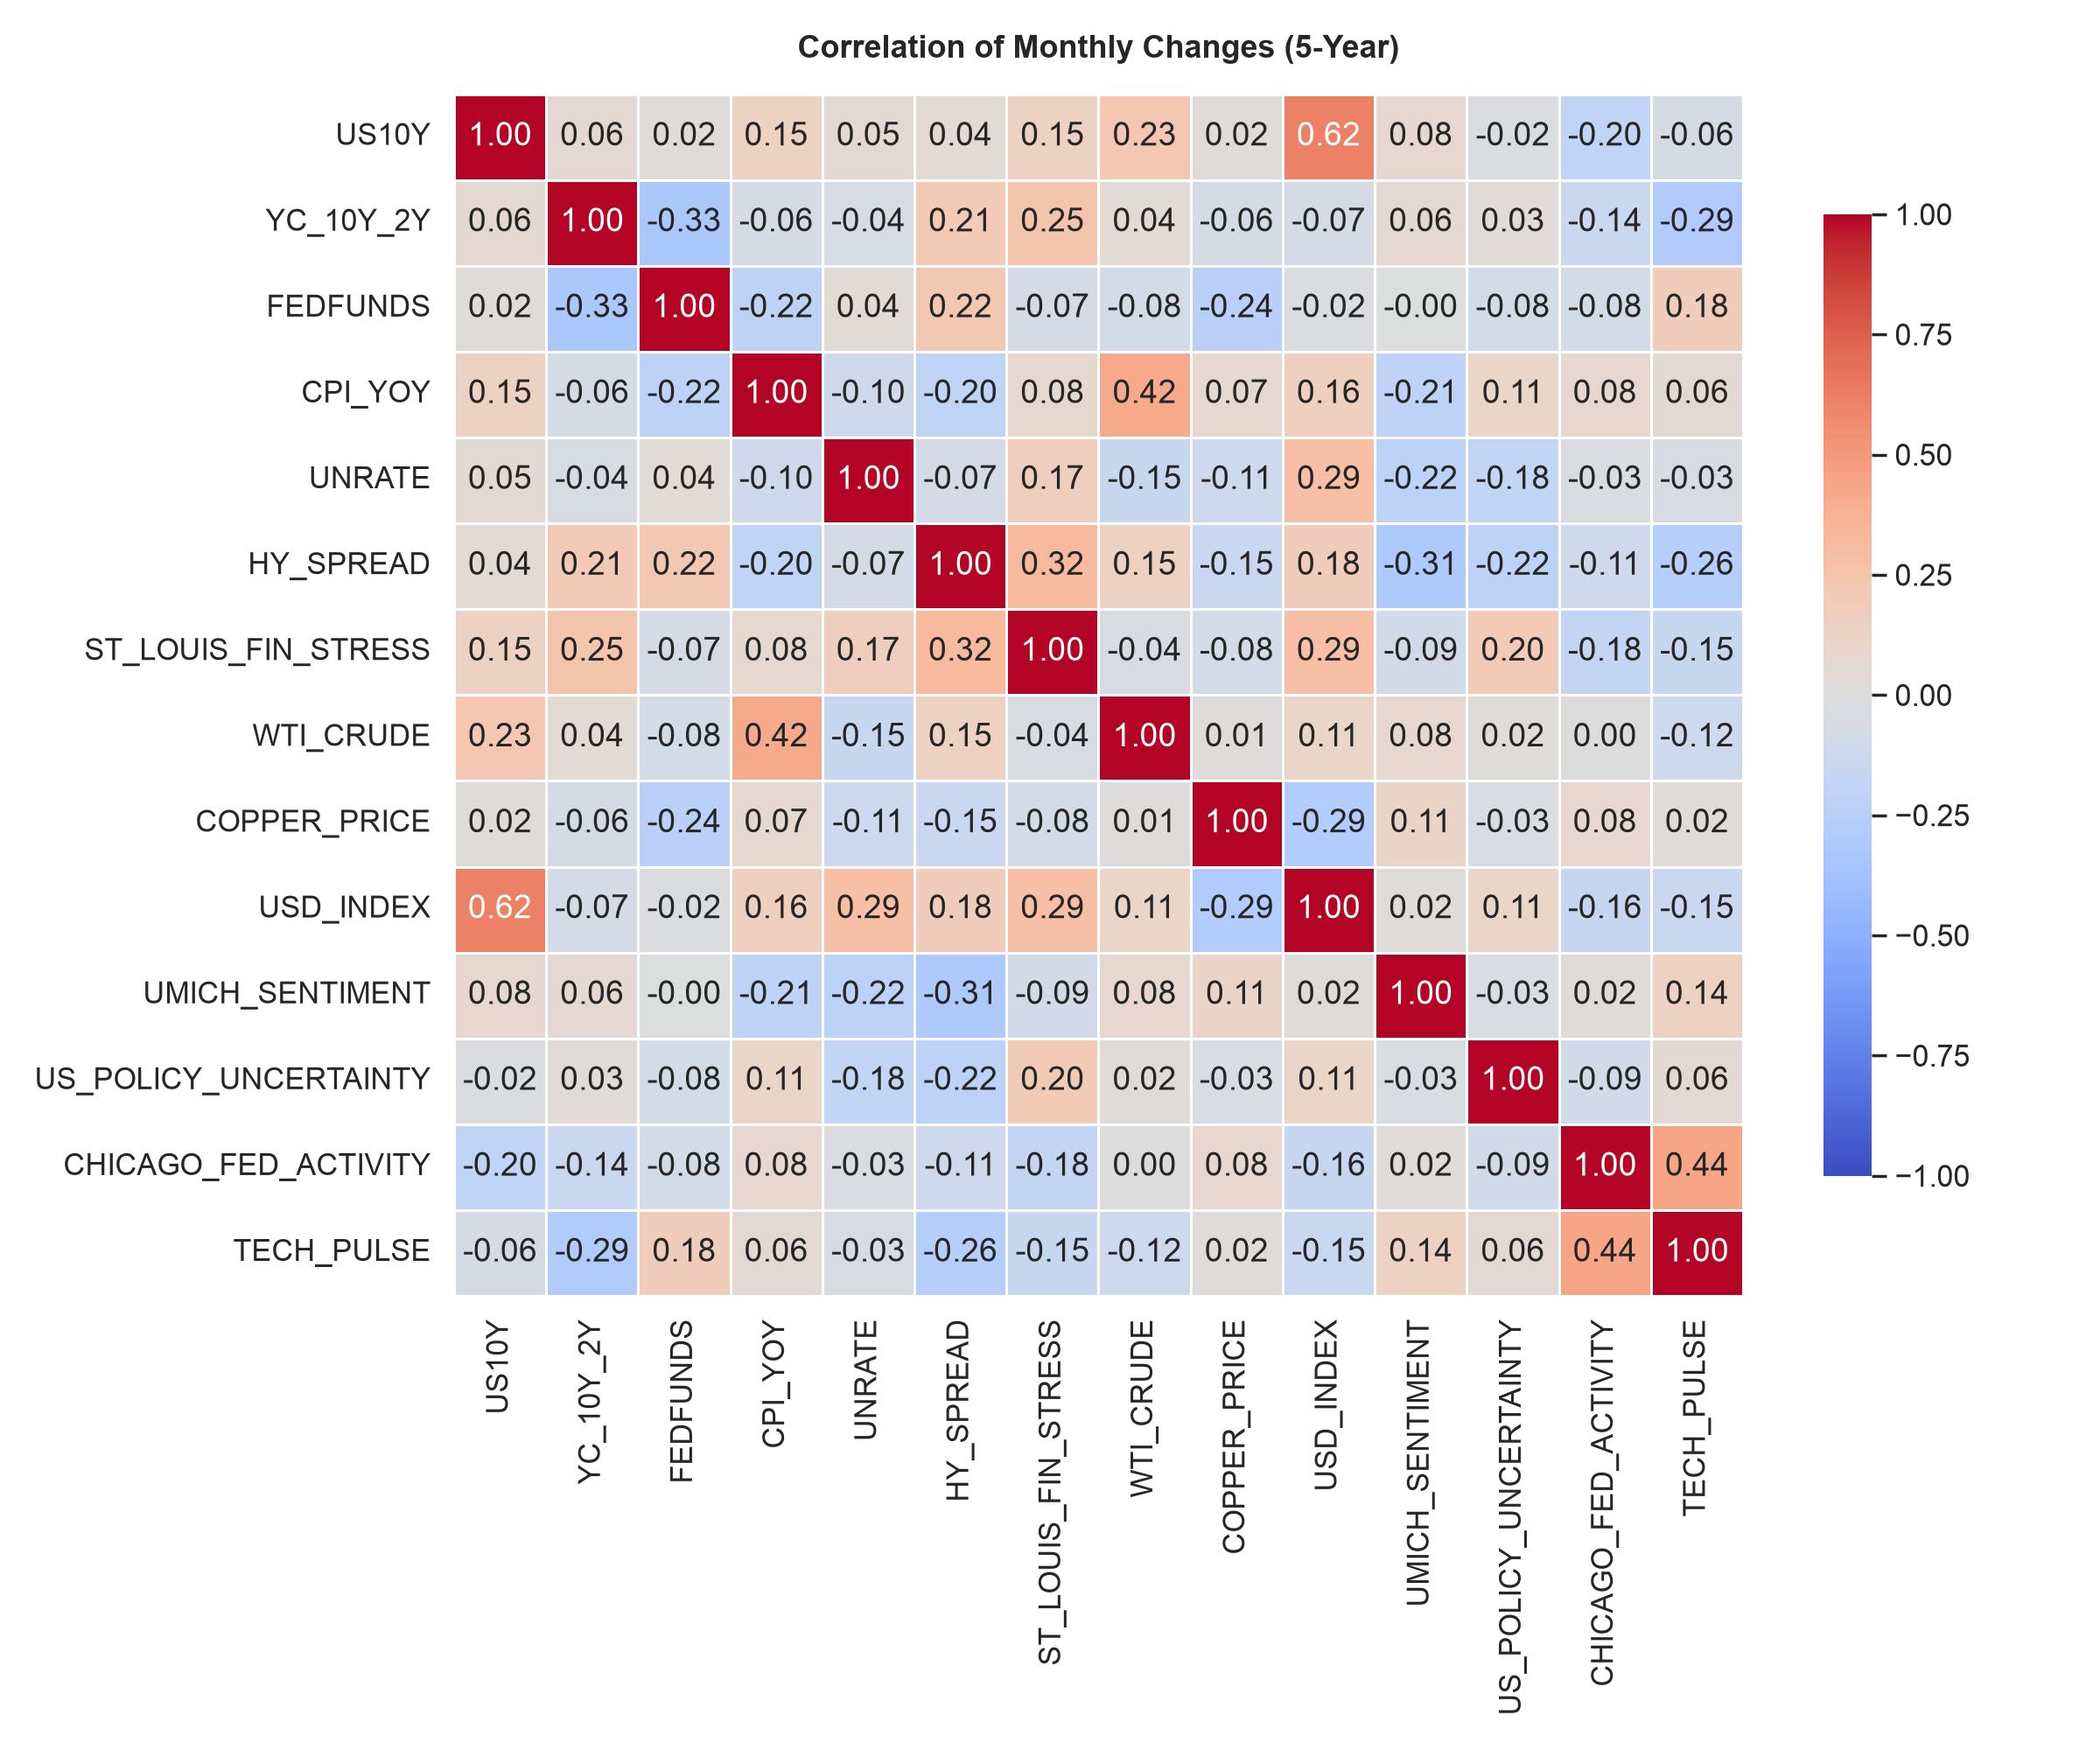 Correlation of Monthly Changes (5-Year)
US10Y 1.00 0.06 0.02 0.15 0.05 0.04 0.15 0.23 0.02 0.62 0.08 -0.02 -0.20 -0.06
YC_10Y_2Y 0.06 1.00 -0.33 -0.06 -0.04 0.21 0.25 0.04 -0.06 -0.07 0.06 0.03 -0.14 -0.29
FEDFUNDS 0.02 -0.33 1.00 -0.22 0.04 0.22 -0.07 -0.08 -0.24 -0.02 -0.00 -0.08 -0.08 0.18
CPI_YOY 0.15 -0.06 -0.22 1.00 -0.10 -0.20 0.08 0.42 0.07 0.16 -0.21 0.11 0.08 0.06
UNRATE 0.05 -0.04 0.04 -0.10 1.00 -0.07 0.17 -0.15 -0.11 0.29 -0.22 -0.18 -0.03 -0.03
HY_SPREAD 0.04 0.21 0.22 -0.20 -0.07 1.00 0.32 0.15 -0.15 0.18 -0.31 -0.22 -0.11 -0.26
ST_LOUIS_FIN_STRESS 0.15 0.25 -0.07 0.08 0.17 0.32 1.00 -0.04 -0.08 0.29 -0.09 0.20 -0.18 -0.15
WTI_CRUDE 0.23 0.04 -0.08 0.42 -0.15 0.15 -0.04 1.00 0.01 0.11 0.08 0.02 0.00 -0.12
COPPER_PRICE 0.02 -0.06 -0.24 0.07 -0.11 -0.15 -0.08 0.01 1.00 -0.29 0.11 -0.03 0.08 0.02
USD_INDEX 0.62 -0.07 -0.02 0.16 0.29 0.18 0.29 0.11 -0.29 1.00 0.02 0.11 -0.16 -0.15
UMICH_SENTIMENT 0.08 0.06 -0.00 -0.21 -0.22 -0.31 -0.09 0.08 0.11 0.02 1.00 -0.03 0.02 0.14
US_POLICY_UNCERTAINTY -0.02 0.03 -0.08 0.11 -0.18 -0.22 0.20 0.02 -0.03 0.11 -0.03 1.00 -0.09 0.06
CHICAGO_FED_ACTIVITY -0.20 -0.14 -0.08 0.08 -0.03 -0.11 -0.18 0.00 0.08 -0.16 0.02 -0.09 1.00 0.44
TECH_PULSE -0.06 -0.29 0.18 0.06 -0.03 -0.26 -0.15 -0.12 0.02 -0.15 0.14 0.06 0.44 1.00
US10Y
YC_10Y_2Y
FEDFUNDS
CPI_YOY
UNRATE
HY_SPREAD
ST_LOUIS_FIN_STRESS
WTI_CRUDE
COPPER_PRICE
USD_INDEX
UMICH_SENTIMENT
US_POLICY_UNCERTAINTY
CHICAGO_FED_ACTIVITY
TECH_PULSE
1.00
0.75
0.50
0.25
0.00
−0.25
−0.50
−0.75
−1.00